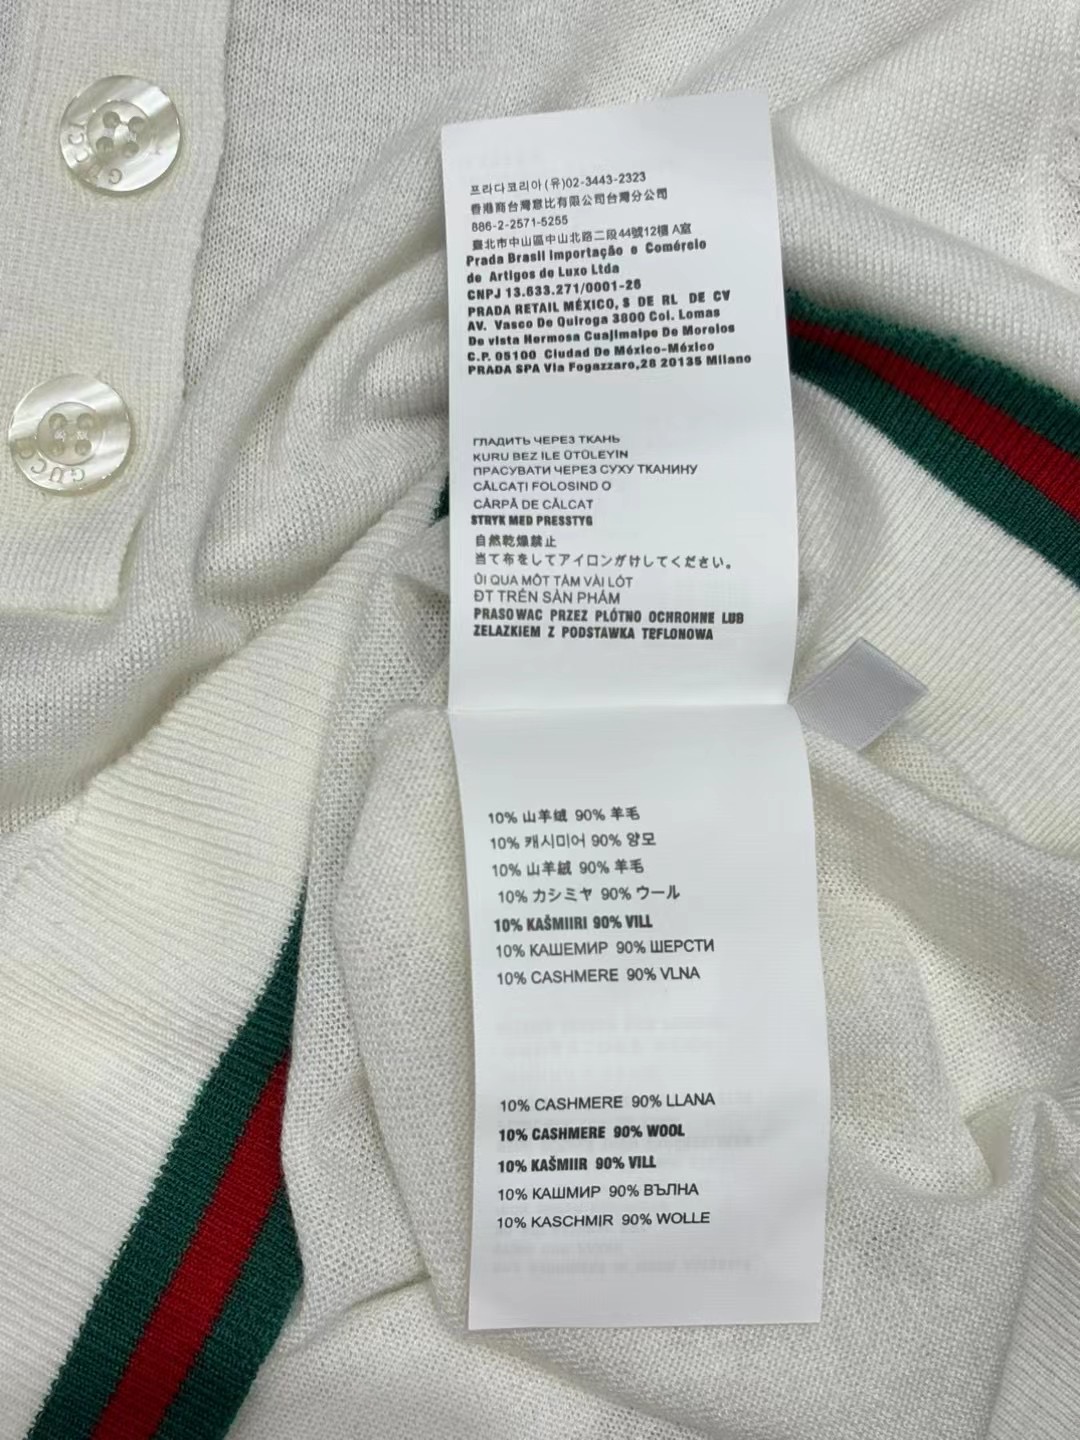 GUCCI
GUCCI
프라다코리아(유)02-3443-2323
香港商台灣意比有限公司台灣分公司
886-2-2571-5255
臺北市中山區中山北路二段44號12樓 A室
Prada Brasil Importação e Comércio
de Artigos de Luxo Ltda
CNPJ 13.633.271/0001-26
PRADA RETAIL MÉXICO, S DE RL DE CV
AV. Vasco De Quiroga 3800 Col. Lomas
De vista Hermosa Cuajimalpe De Morelos
C.P. 05100 Ciudad De México-México
PRADA SPA Via Fogazzaro,28 20135 Milano
ГЛАДИТЬ ЧЕРЕЗ ТКАНЬ
KURU BEZ ILE ÜTÜLEYIN
ПРАСУВАТИ ЧЕРЕЗ СУХУ ТКАНИНУ
CĂLCAȚI FOLOSIND O
CÂRPĂ DE CĂLCAT
STRYK MED PRESSTYG
自然乾燥禁止
当て布をしてアイロンがけしてください。
ỦI QUA MỘT TẤM VẢI LÓT
ĐT TRÊN SẢN PHẨM
PRASOWAC PRZEZ PLÓTNO OCHROHNE LUB
ZELAZKIEM Z PODSTAWKA TEFLONOWA
10% 山羊绒 90% 羊毛
10% 캐시미어 90% 양모
10% 山羊絨 90% 羊毛
10% カシミヤ 90% ウール
10% KAŠMIIRI 90% VILL
10% КАШЕМИР 90% ШЕРСТИ
10% CASHMERE 90% VLNA
10% CASHMERE 90% LLANA
10% CASHMERE 90% WOOL
10% KAŠMIIR 90% VILL
10% КАШМИР 90% ВЪЛНА
10% KASCHMIR 90% WOLLE